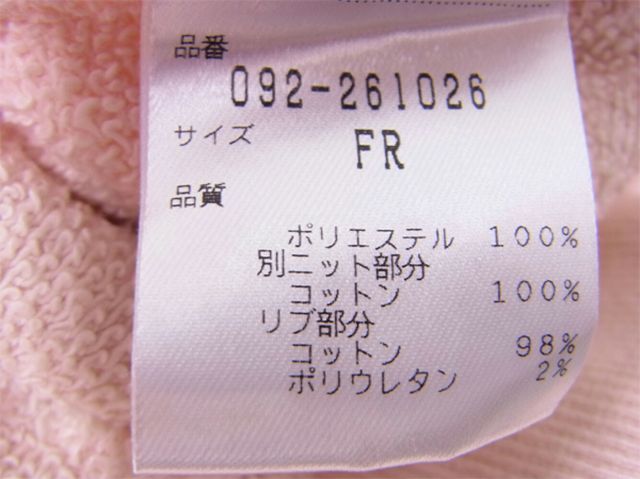 品番
092-261026
サイズ
FR
品質
ポリエステル 100%
別ニット部分
コットン 100%
リブ部分
コットン 98%
ポリウレタン 2%